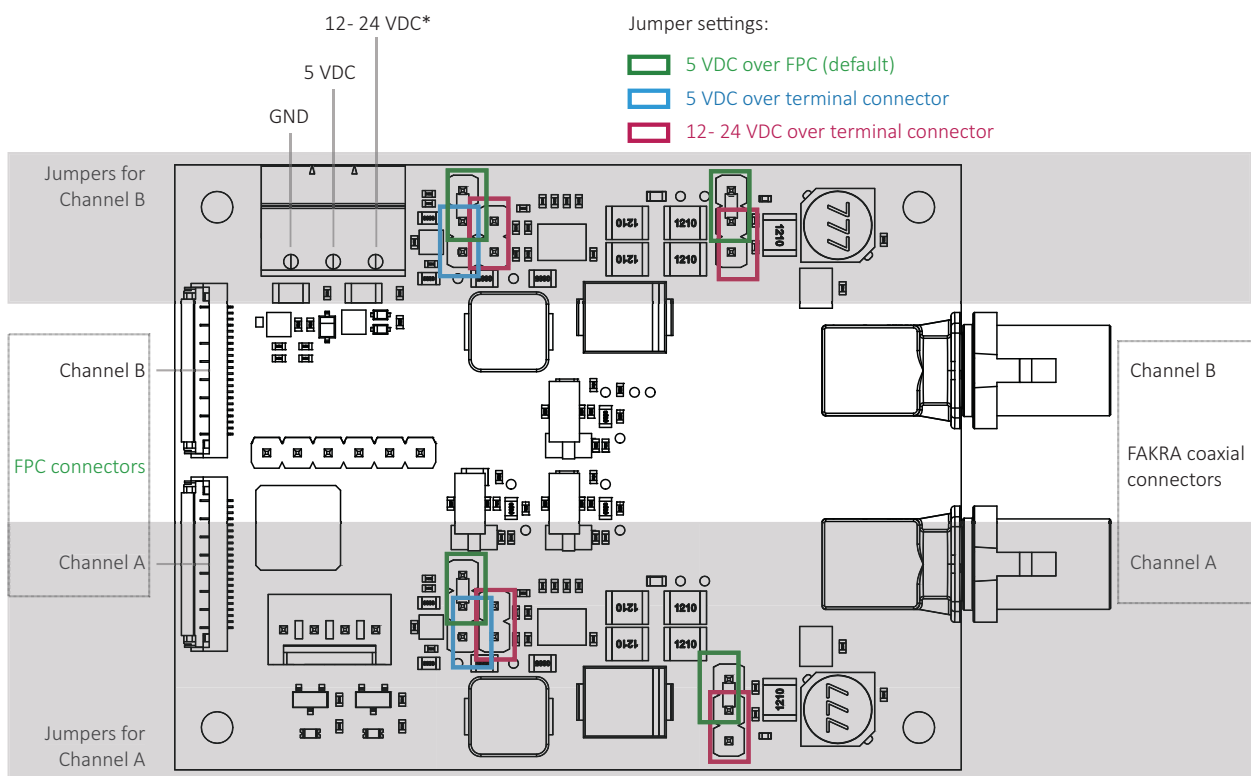 12- 24 VDC*
5 VDC
GND
Jumper settings:
5 VDC over FPC (default)
5 VDC over terminal connector
12- 24 VDC over terminal connector
Jumpers for
Channel B
1210
1210
1210
1210
1210
777
Channel B
Channel B
FPC connectors
FAKRA coaxial
connectors
Channel A
Channel A
1210
1210
1210
1210
1210
777
Jumpers for
Channel A